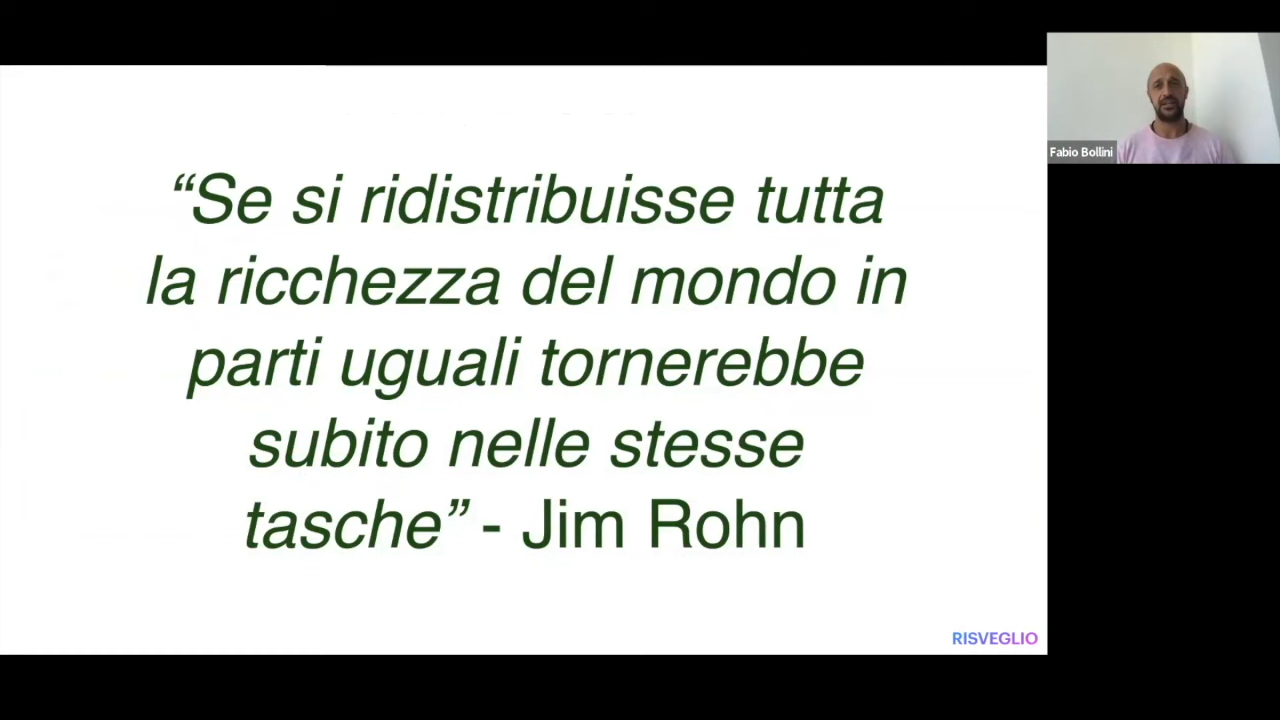 “Se si ridistribuisse tutta
la ricchezza del mondo in
parti uguali tornerebbe
subito nelle stesse
tasche” - Jim Rohn
Fabio Bollini
RISVEGLIO